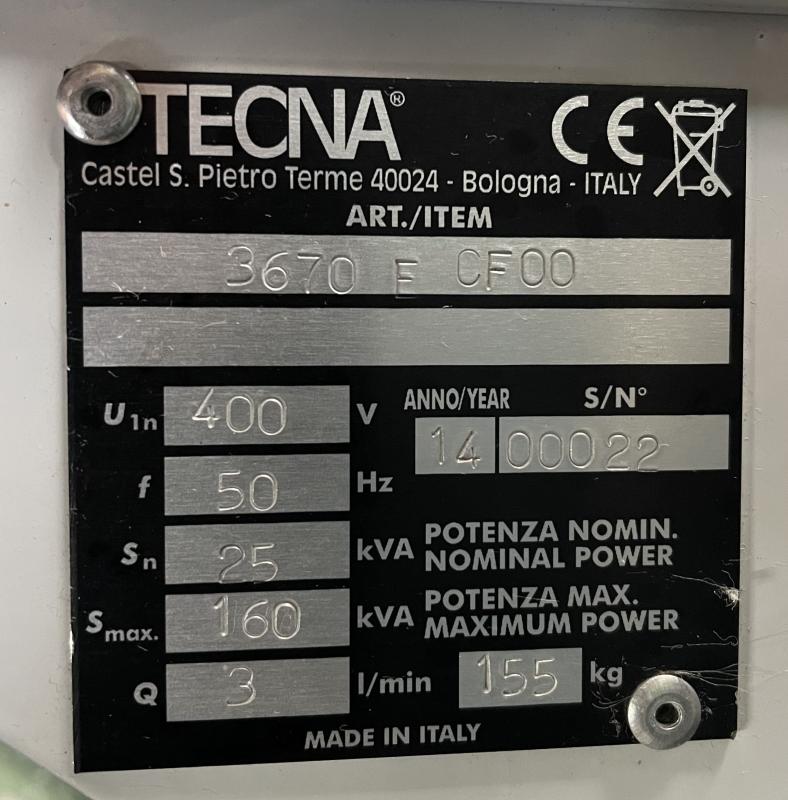 TECNA® CE
Castel S. Pietro Terme 40024 - Bologna - ITALY
ART./ITEM
3670 E CF00
U1n 400 V
ANNO/YEAR S/N°
14 00022
f 50 Hz
Sn 25 kVA POTENZA NOMIN.
NOMINAL POWER
Smax. 160 kVA POTENZA MAX.
MAXIMUM POWER
Q 3 l/min 155 kg
MADE IN ITALY